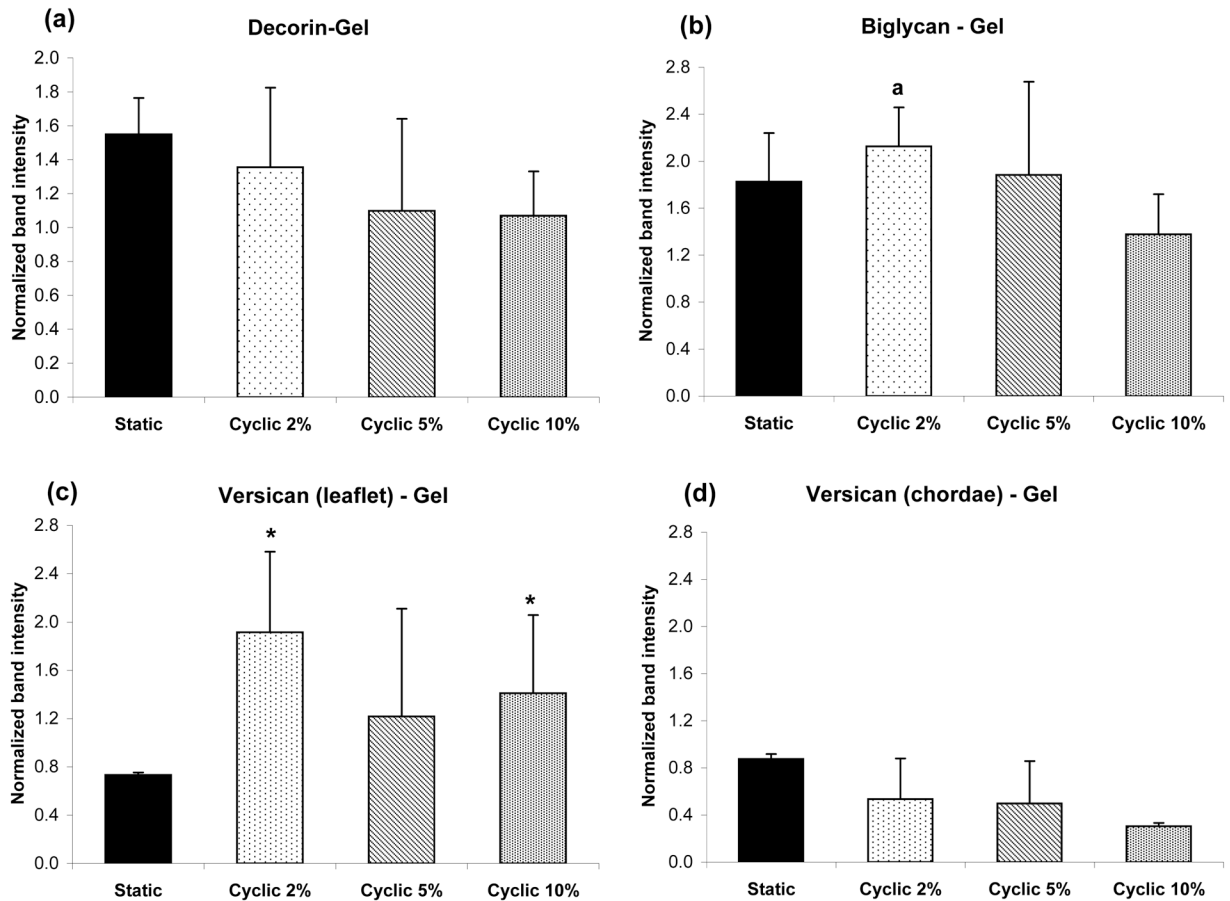 (a)
Decorin-Gel
Normalized band intensity
2.0
1.8
1.6
1.4
1.2
1.0
0.8
0.6
0.4
0.2
0.0
Static Cyclic 2% Cyclic 5% Cyclic 10%
(b)
Biglycan - Gel
Normalized band intensity
2.8
2.4
2.0
1.6
1.2
0.8
0.4
0.0
a
Static Cyclic 2% Cyclic 5% Cyclic 10%
(c)
Versican (leaflet) - Gel
Normalized band intensity
2.8
2.4
2.0
1.6
1.2
0.8
0.4
0.0
*
*
Static Cyclic 2% Cyclic 5% Cyclic 10%
(d)
Versican (chordae) - Gel
Normalized band intensity
2.8
2.4
2.0
1.6
1.2
0.8
0.4
0.0
Static Cyclic 2% Cyclic 5% Cyclic 10%